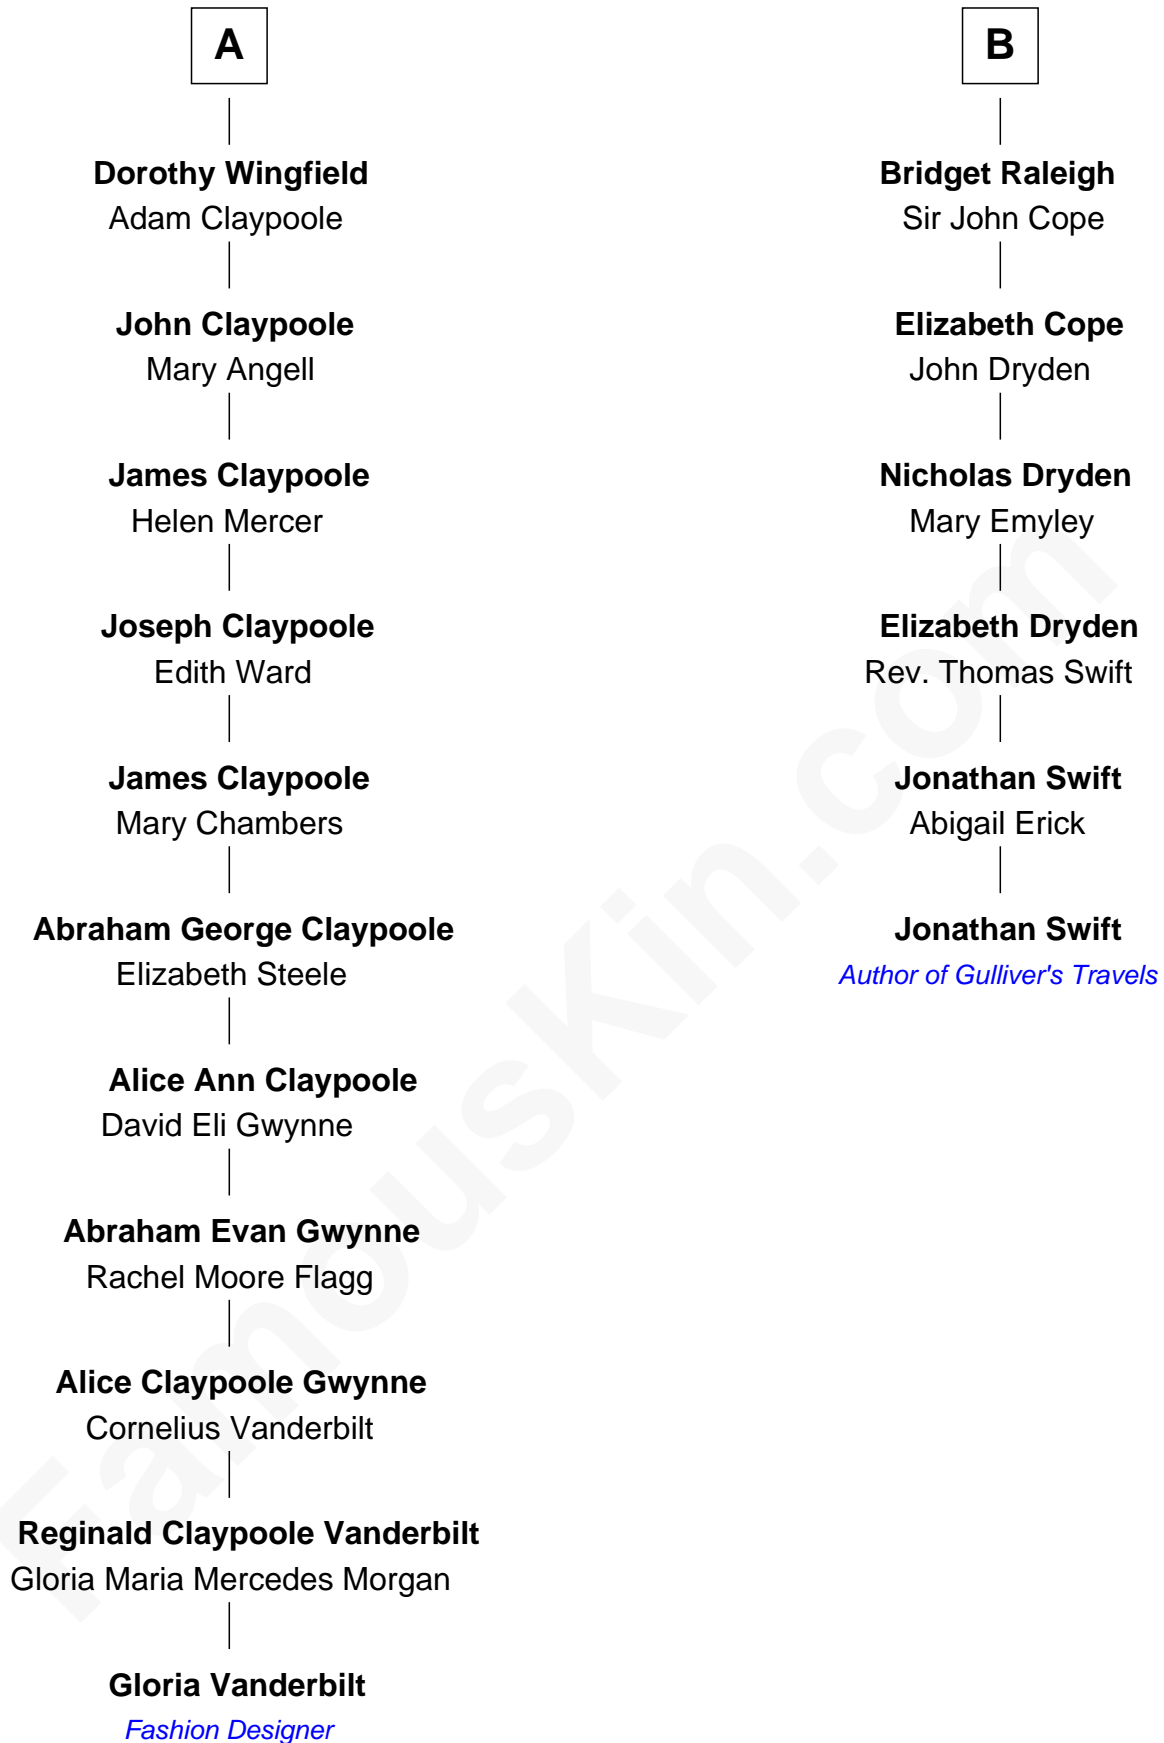 A
Dorothy Wingfield
Adam Claypoole
John Claypoole
Mary Angell
James Claypoole
Helen Mercer
Joseph Claypoole
Edith Ward
James Claypoole
Mary Chambers
Abraham George Claypoole
Elizabeth Steele
Alice Ann Claypoole
David Eli Gwynne
Abraham Evan Gwynne
Rachel Moore Flagg
Alice Claypoole Gwynne
Cornelius Vanderbilt
Reginald Claypoole Vanderbilt
Gloria Maria Mercedes Morgan
Gloria Vanderbilt
Fashion Designer
B
Bridget Raleigh
Sir John Cope
Elizabeth Cope
John Dryden
Nicholas Dryden
Mary Emyley
Elizabeth Dryden
Rev. Thomas Swift
Jonathan Swift
Abigail Erick
Jonathan Swift
Author of Gulliver's Travels
FamousKin.com